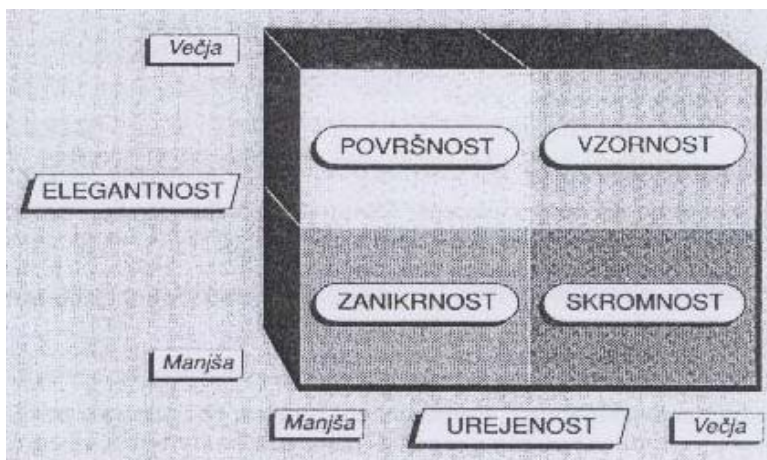 Večja
POVRŠNOST
VZORNOST
ELEGANTNOST
ZANIKRNOST
SKROMNOST
Manjša
Manjša
UREJENOST
Večja